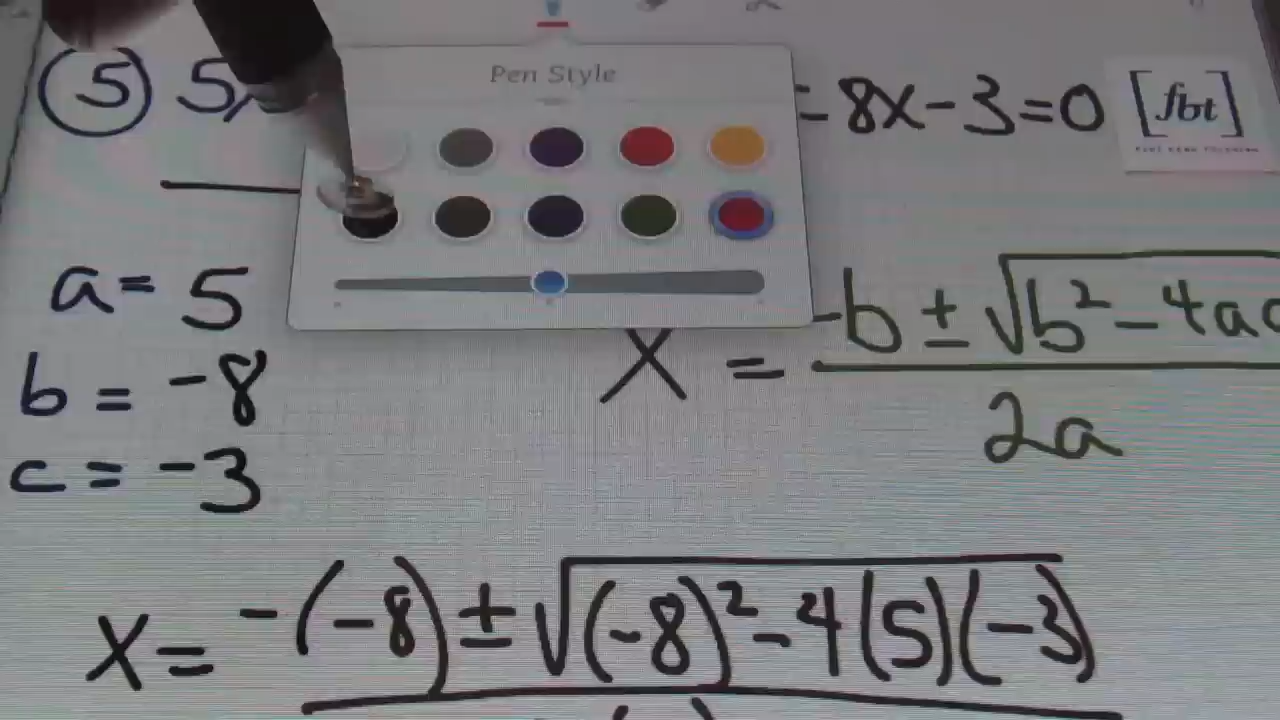 Pen Style
⑤ 5 = 8x - 3 = 0 [fbt]
a = 5
b = -8
c = -3
x = -b ± √b² - 4ac
2a
x = -(-8) ± √(-8)² - 4(5)(-3)